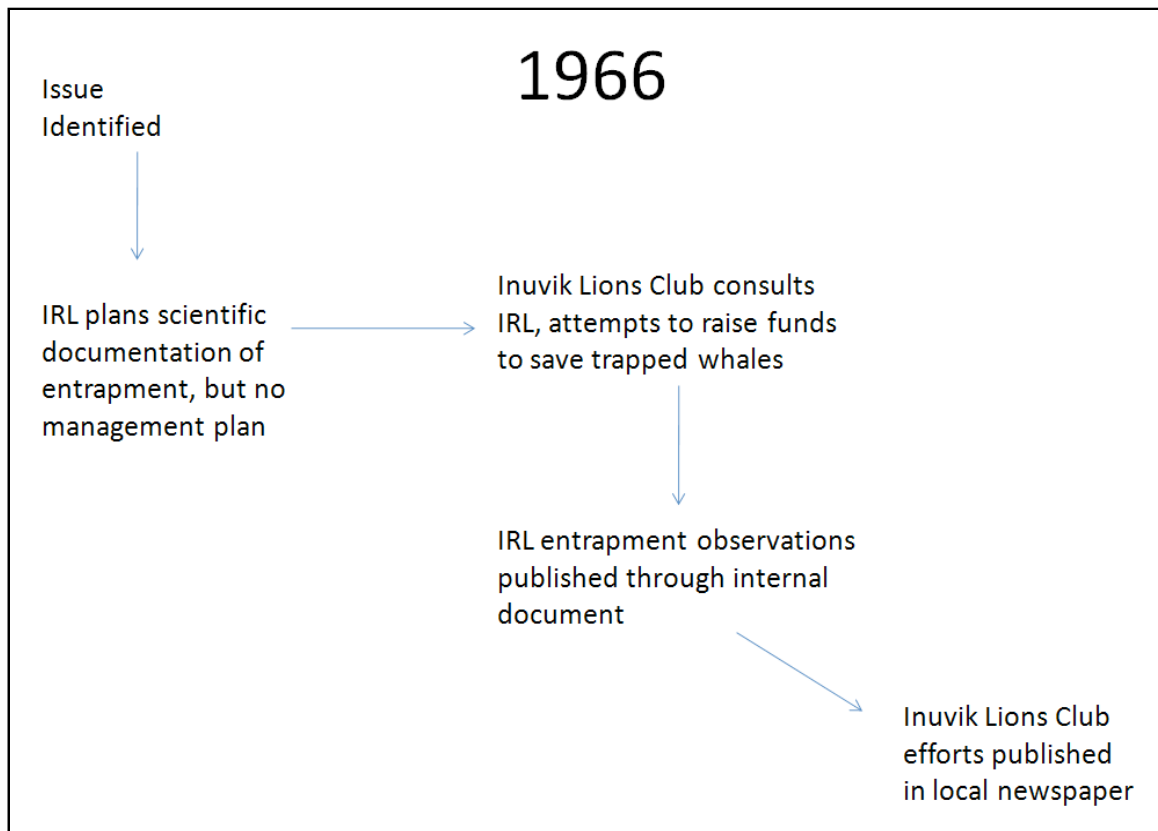 1966
Issue
Identified
IRL plans scientific
documentation of
entrapment, but no
management plan
Inuvik Lions Club consults
IRL, attempts to raise funds
to save trapped whales
IRL entrapment observations
published through internal
document
Inuvik Lions Club
efforts published
in local newspaper